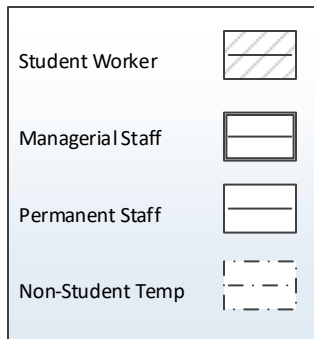 Student Worker
Managerial Staff
Permanent Staff
Non-Student Temp